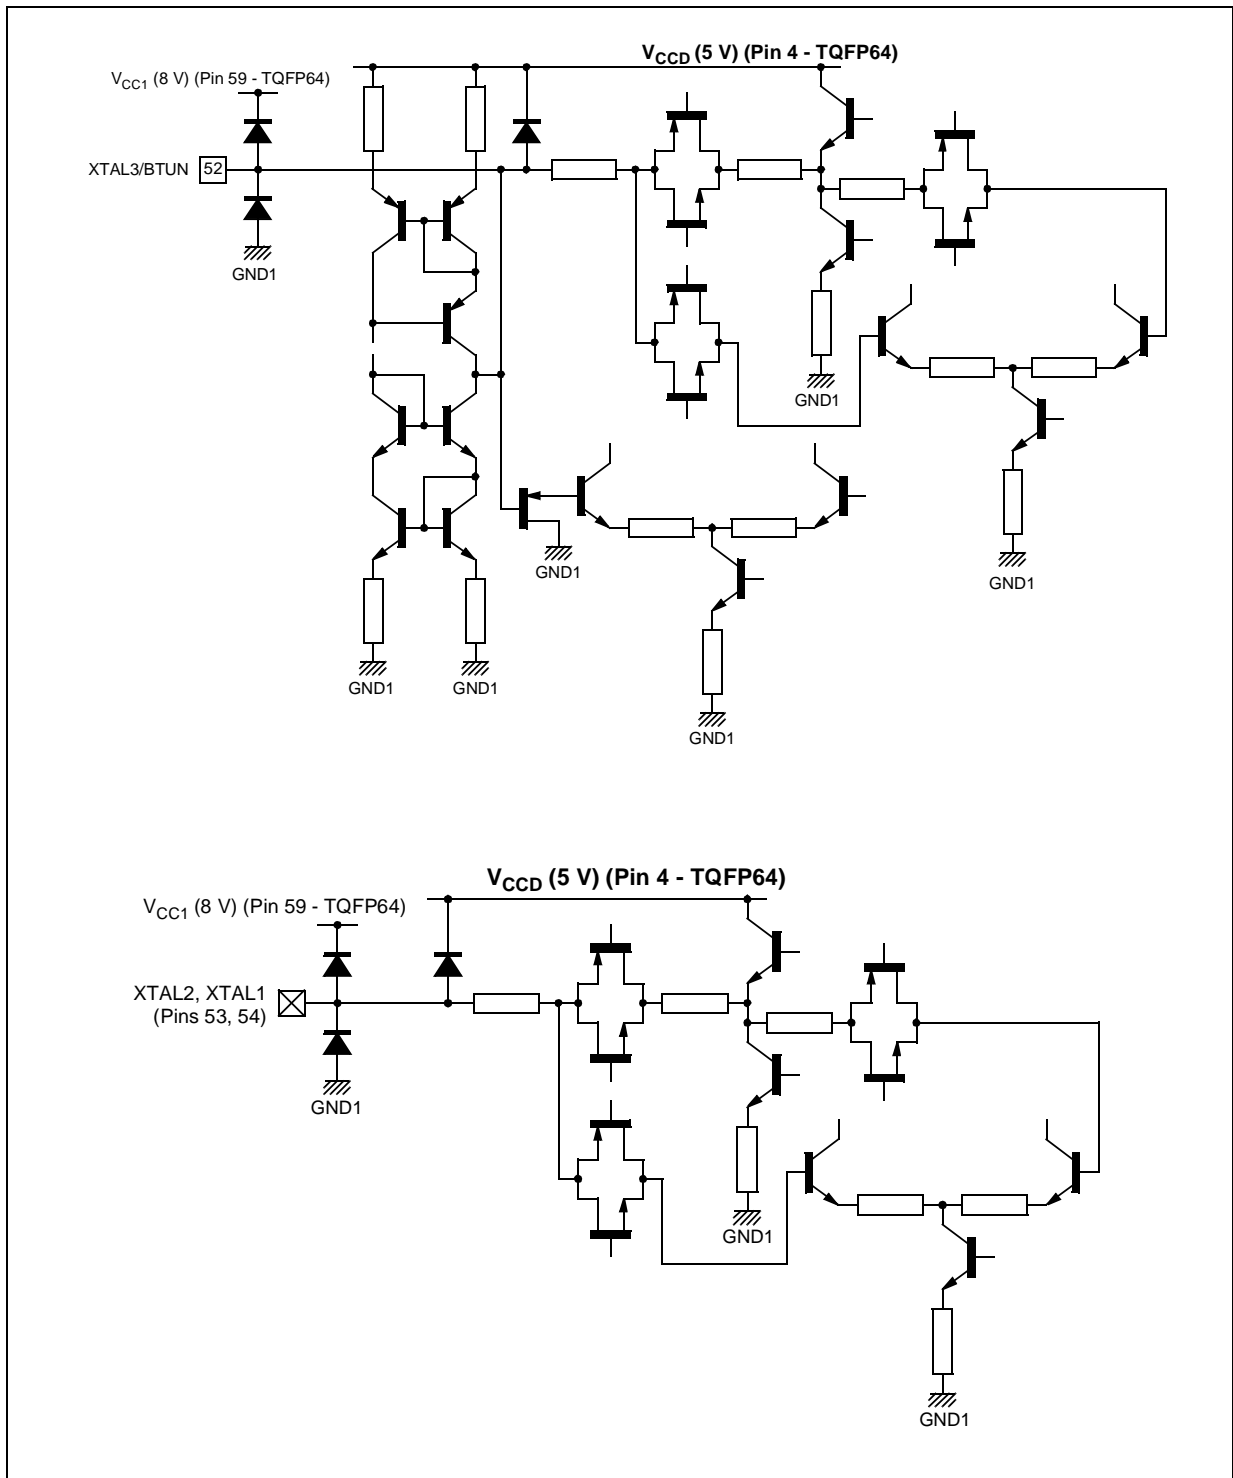 VCCD (5 V) (Pin 4 - TQFP64)
VCC1 (8 V) (Pin 59 - TQFP64)
XTAL3/BTUN 52
GND1
GND1
GND1
GND1
GND1
GND1
GND1
VCCD (5 V) (Pin 4 - TQFP64)
VCC1 (8 V) (Pin 59 - TQFP64)
XTAL2, XTAL1
(Pins 53, 54)
GND1
GND1
GND1